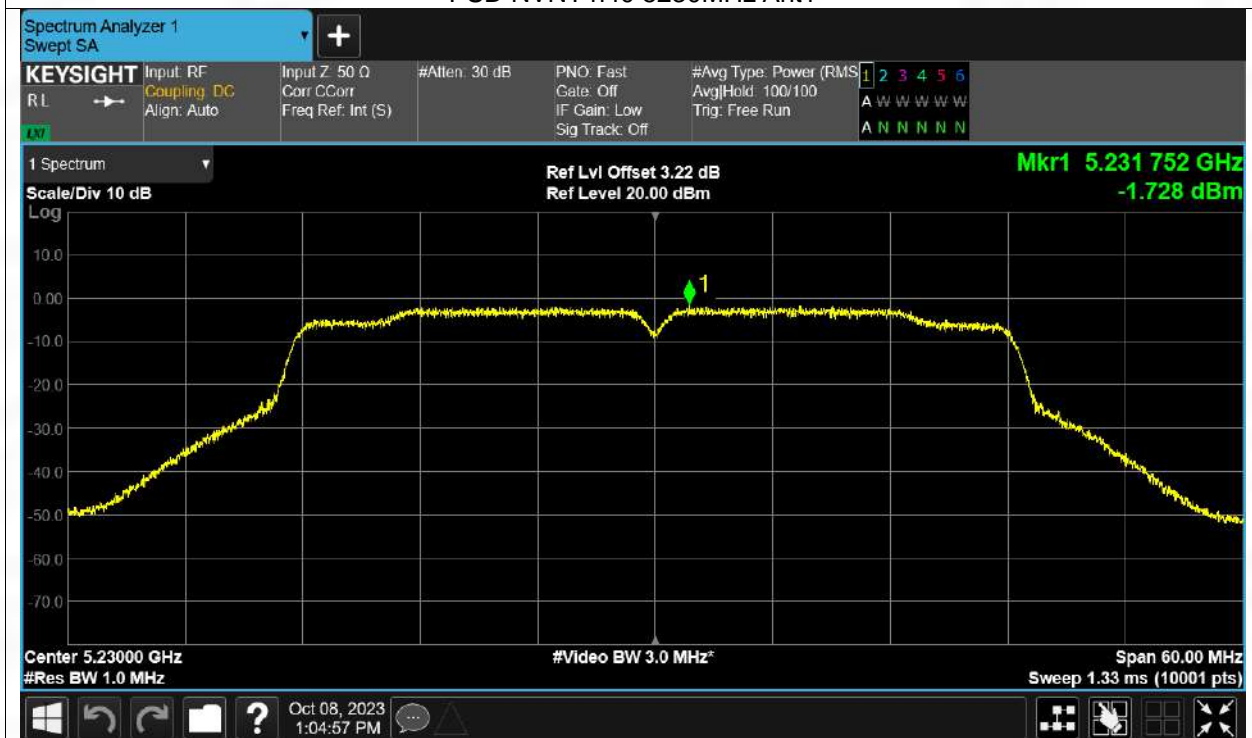 Spectrum Analyzer 1
Swept SA
+
KEYSIGHT
RL
LXI
Input: RF
Coupling: DC
Align: Auto
Input Z: 50 Ω
Corr CCorr
Freq Ref: Int (S)
#Atten: 30 dB
PNO: Fast
Gate: Off
IF Gain: Low
Sig Track: Off
#Avg Type: Power (RMS
Avg|Hold: 100/100
Trig: Free Run
1 2 3 4 5 6
A W W W W W
A N N N N N
1 Spectrum
Scale/Div 10 dB
Ref Lvl Offset 3.22 dB
Ref Level 20.00 dBm
Mkr1 5.231 752 GHz
-1.728 dBm
Log
10.0
0.00
-10.0
-20.0
-30.0
-40.0
-50.0
-60.0
-70.0
1
Center 5.23000 GHz
#Res BW 1.0 MHz
#Video BW 3.0 MHz*
Span 60.00 MHz
Sweep 1.33 ms (10001 pts)
?
Oct 08, 2023
1:04:57 PM